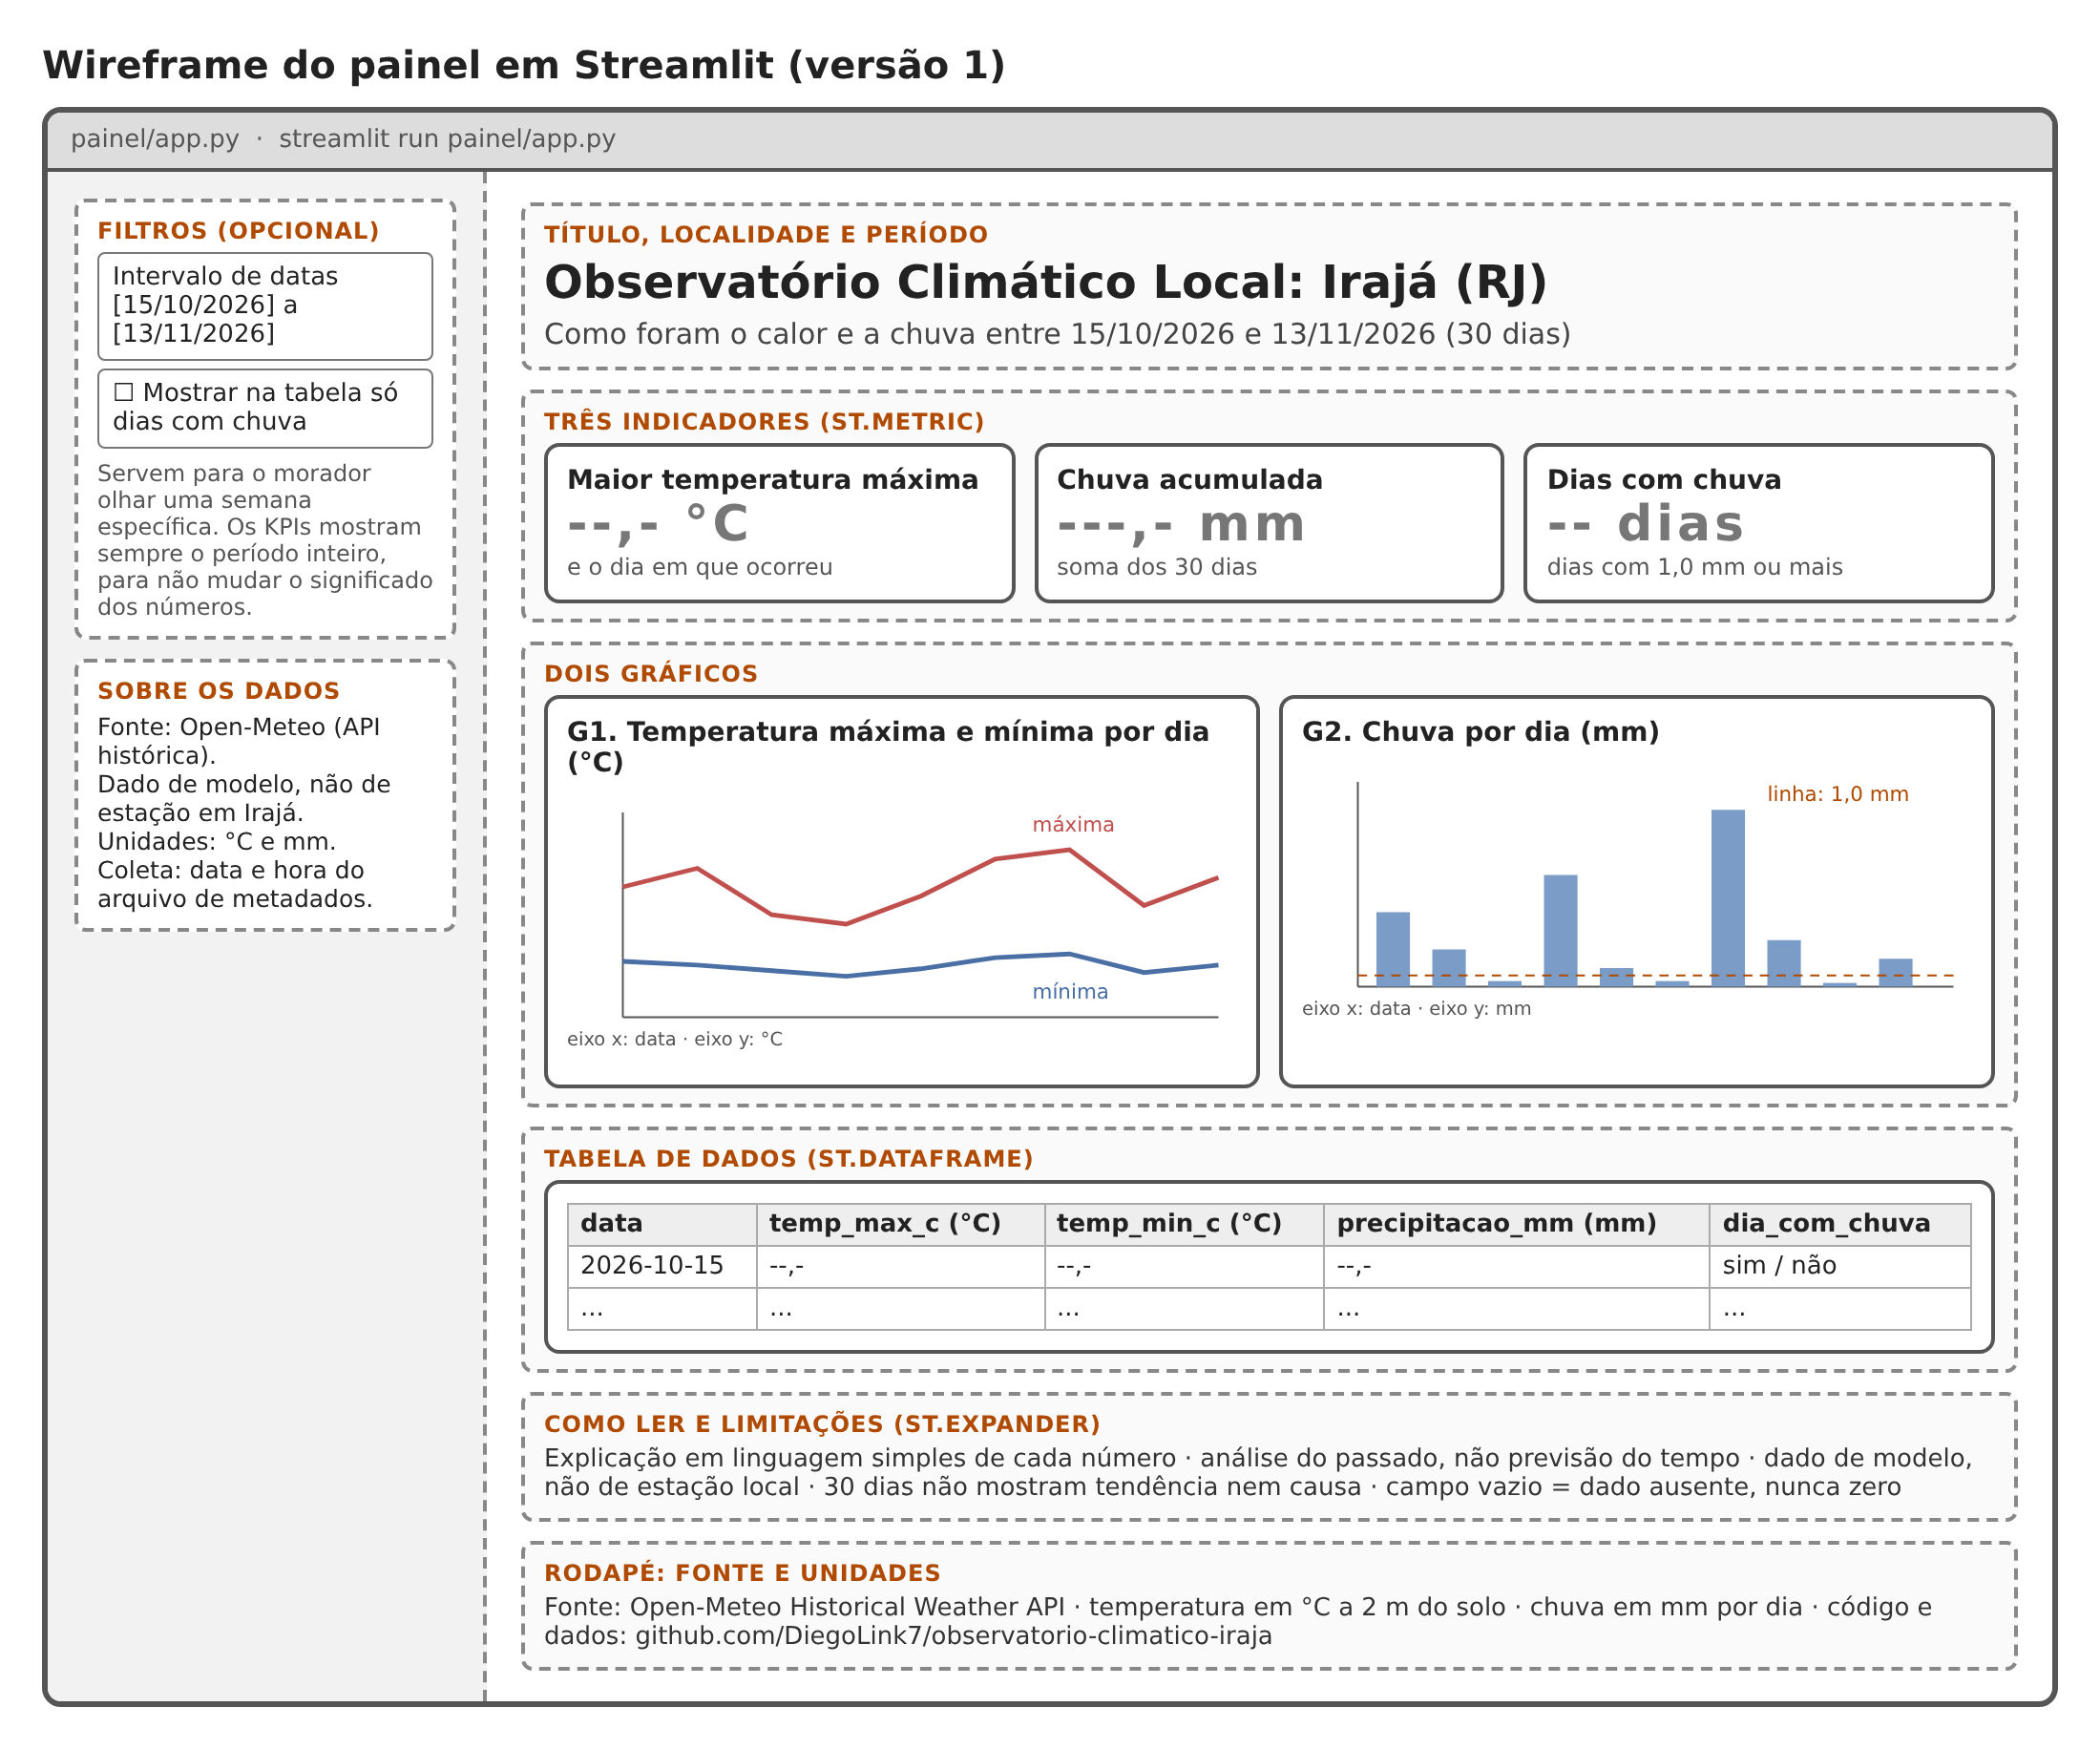 Wireframe do painel em Streamlit (versão 1)
painel/app.py · streamlit run painel/app.py
FILTROS (OPCIONAL)
Intervalo de datas
[15/10/2026] a
[13/11/2026]
☐ Mostrar na tabela só
dias com chuva
Servem para o morador
olhar uma semana
específica. Os KPIs mostram
sempre o período inteiro,
para não mudar o significado
dos números.
SOBRE OS DADOS
Fonte: Open-Meteo (API
histórica).
Dado de modelo, não de
estação em Irajá.
Unidades: °C e mm.
Coleta: data e hora do
arquivo de metadados.
TÍTULO, LOCALIDADE E PERÍODO
Observatório Climático Local: Irajá (RJ)
Como foram o calor e a chuva entre 15/10/2026 e 13/11/2026 (30 dias)
TRÊS INDICADORES (ST.METRIC)
Maior temperatura máxima
--,- °C
e o dia em que ocorreu
Chuva acumulada
---,- mm
soma dos 30 dias
Dias com chuva
-- dias
dias com 1,0 mm ou mais
DOIS GRÁFICOS
G1. Temperatura máxima e mínima por dia
(°C)
máxima
mínima
eixo x: data · eixo y: °C
G2. Chuva por dia (mm)
linha: 1,0 mm
eixo x: data · eixo y: mm
TABELA DE DADOS (ST.DATAFRAME)
data temp_max_c (°C) temp_min_c (°C) precipitacao_mm (mm) dia_com_chuva
2026-10-15 --,- --,- --,- sim / não
... ... ... ... ...
COMO LER E LIMITAÇÕES (ST.EXPANDER)
Explicação em linguagem simples de cada número · análise do passado, não previsão do tempo · dado de modelo,
não de estação local · 30 dias não mostram tendência nem causa · campo vazio = dado ausente, nunca zero
RODAPÉ: FONTE E UNIDADES
Fonte: Open-Meteo Historical Weather API · temperatura em °C a 2 m do solo · chuva em mm por dia · código e
dados: github.com/DiegoLink7/observatorio-climatico-iraja